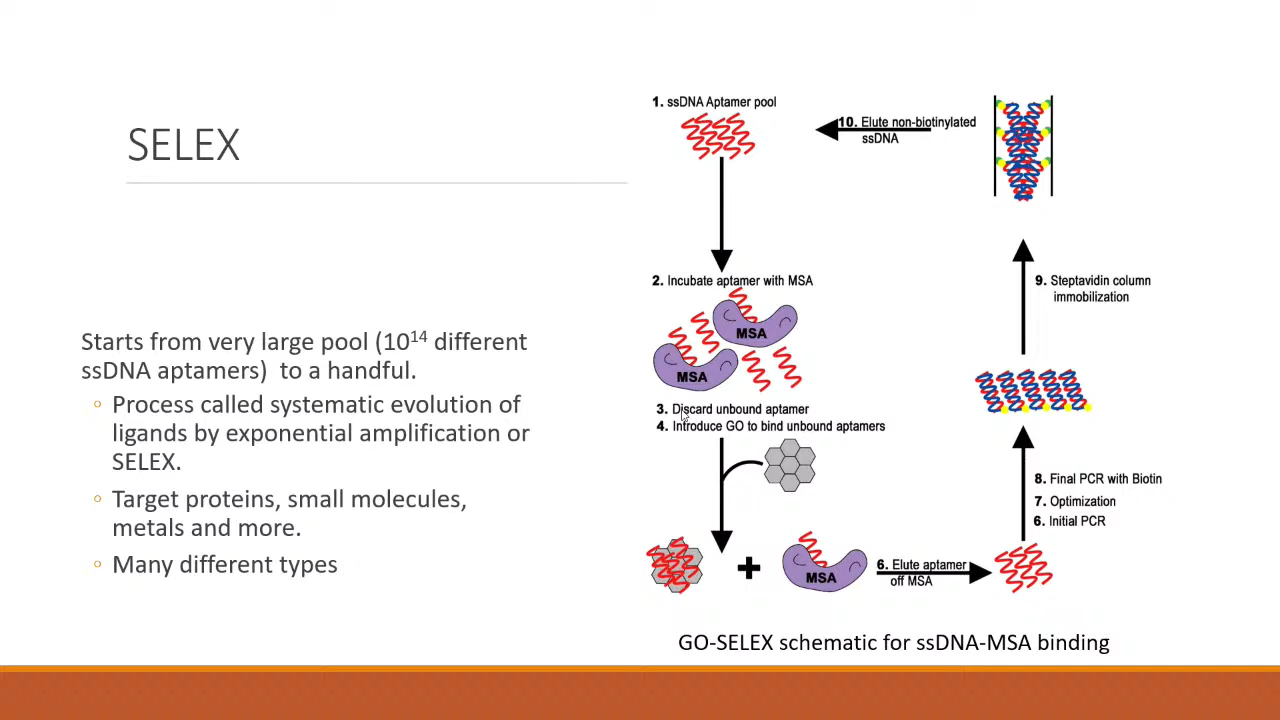 SELEX
Starts from very large pool (10¹⁴ different
ssDNA aptamers)  to a handful.
◦ Process called systematic evolution of
ligands by exponential amplification or
SELEX.
◦ Target proteins, small molecules,
metals and more.
◦ Many different types
1. ssDNA Aptamer pool
10. Elute non-biotinylated
ssDNA
2. Incubate aptamer with MSA
MSA
MSA
3. Discard unbound aptamer
4. Introduce GO to bind unbound aptamers
MSA
6. Elute aptamer
off MSA
9. Steptavidin column
immobilization
8. Final PCR with Biotin
7. Optimization
6. Initial PCR
GO-SELEX schematic for ssDNA-MSA binding